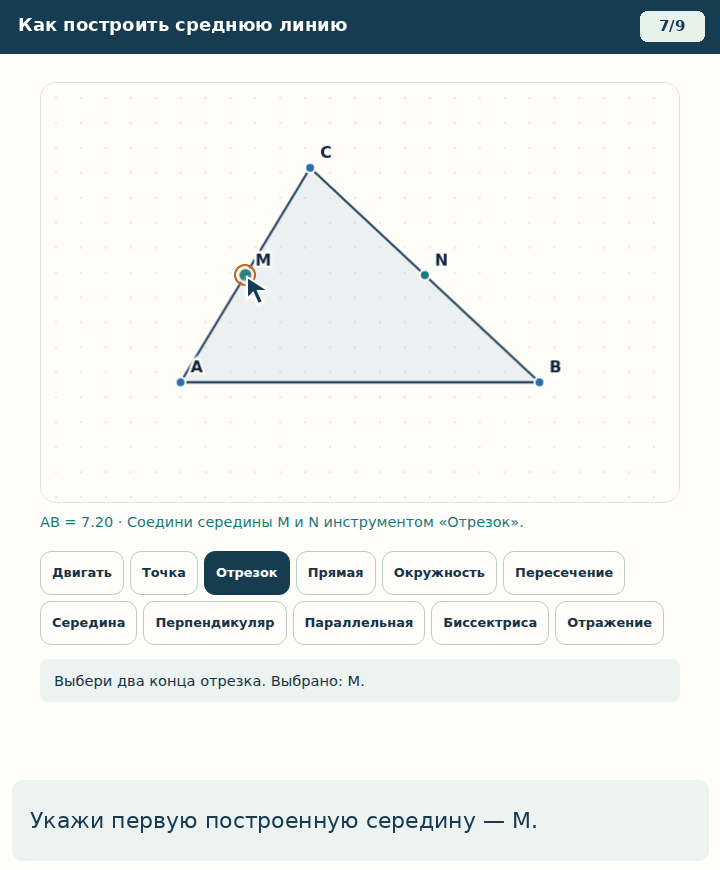 Как построить среднюю линию
7/9
C
M
N
A
B
AB = 7.20 · Соедини середины M и N инструментом «Отрезок».
Двигать Точка Отрезок Прямая Окружность Пересечение
Середина Перпендикуляр Параллельная Биссектриса Отражение
Выбери два конца отрезка. Выбрано: M.
Укажи первую построенную середину — M.